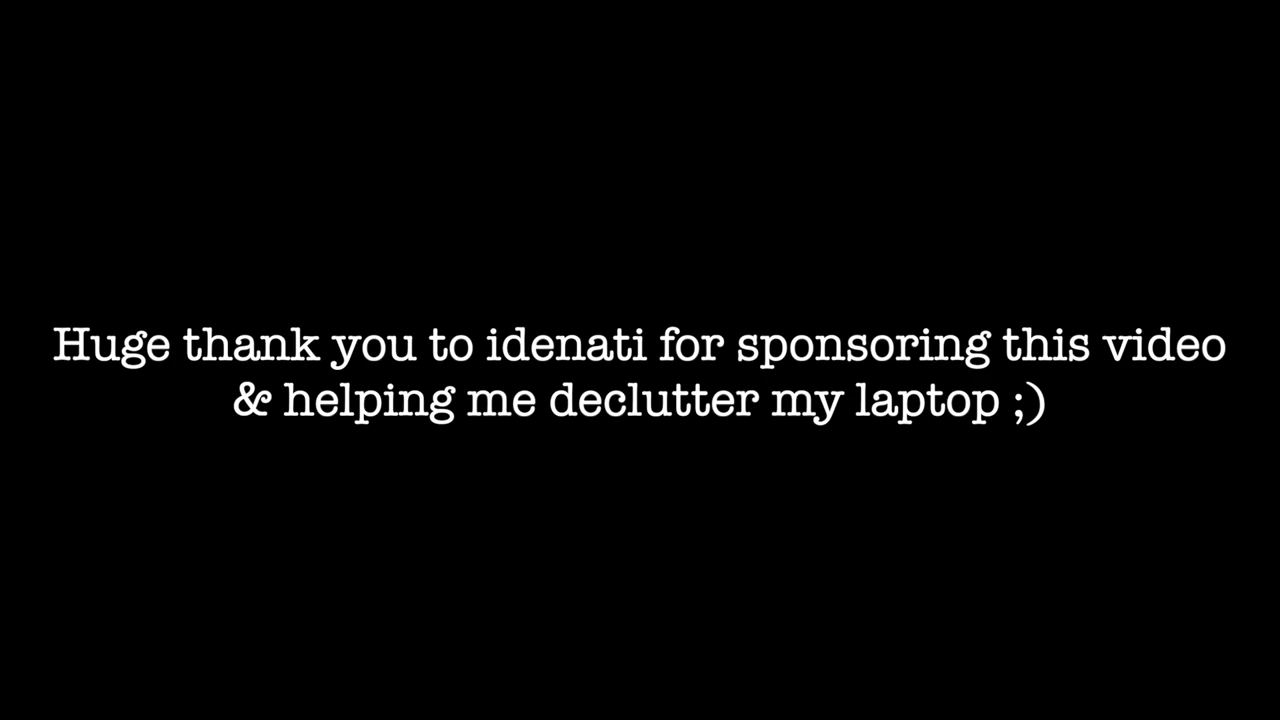 Huge thank you to idenati for sponsoring this video
& helping me declutter my laptop ;)